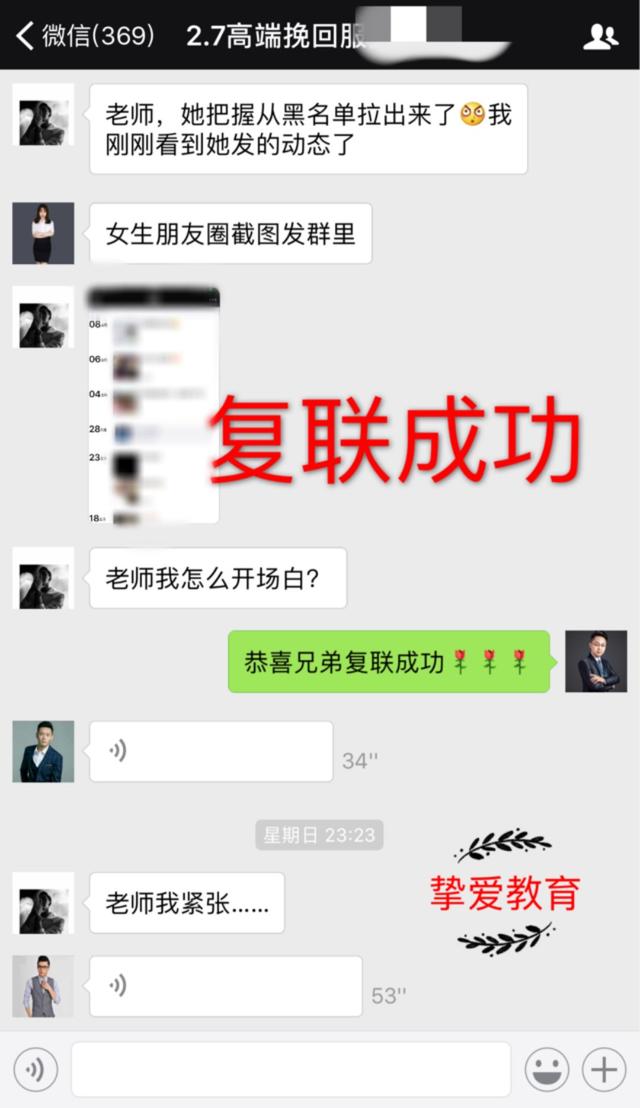 微信(369)
2.7高端挽回服
老师，她把握从黑名单拉出来了我
刚刚看到她发的动态了
女生朋友圈截图发群里
08
06
04
28
23
18
复联成功
老师我怎么开场白？
恭喜兄弟复联成功
34''
星期日 23:23
老师我紧张......
挚爱教育
53''